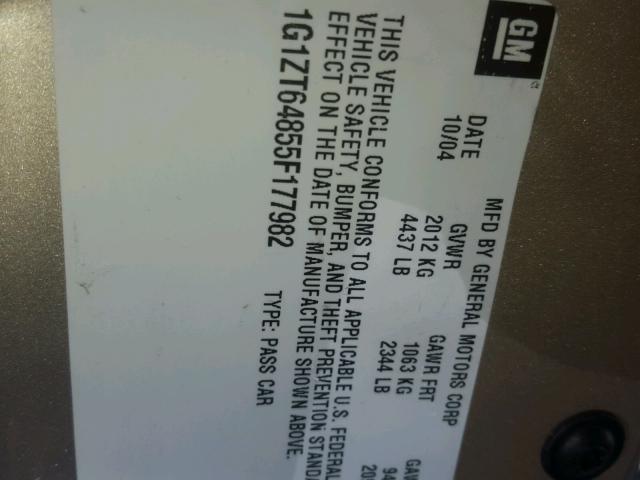 GM
MFD BY GENERAL MOTORS CORP
DATE GVWR GAWR FRT
10/04 2012 KG 1063 KG
4437 LB 2344 LB
THIS VEHICLE CONFORMS TO ALL APPLICABLE U.S. FEDERAL
VEHICLE SAFETY, BUMPER, AND THEFT PREVENTION
EFFECT ON THE DATE OF MANUFACTURE SHOWN ABOVE.
1G1ZT64855F177982 TYPE: PASS CAR